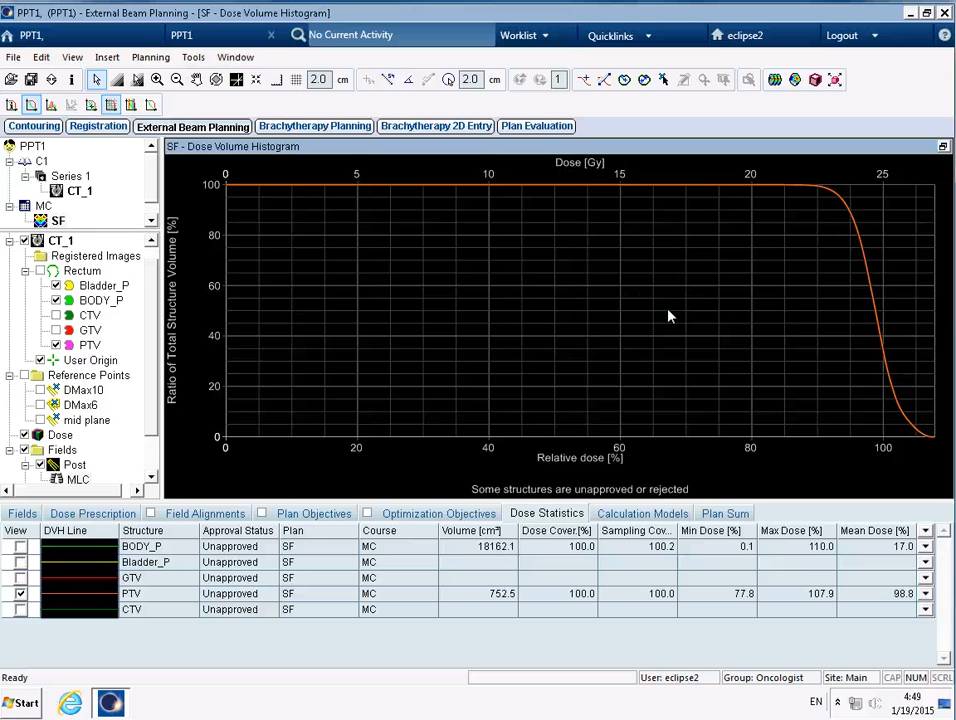 PPT1, (PPT1) - External Beam Planning - [SF - Dose Volume Histogram]
PPT1, PPT1 × No Current Activity Worklist Quicklinks eclipse2 Logout
File Edit View Insert Planning Tools Window
2.0 cm 2.0 cm 1
Contouring Registration External Beam Planning Brachytherapy Planning Brachytherapy 2D Entry Plan Evaluation
PPT1
C1
Series 1
CT_1
MC
SF
CT_1
Registered Images
Rectum
Bladder_P
BODY_P
CTV
GTV
PTV
User Origin
Reference Points
DMax10
DMax6
mid plane
Dose
Fields
Post
MLC
SF - Dose Volume Histogram
Dose [Gy]
0 5 10 15 20 25
Ratio of Total Structure Volume [%]
100
80
60
40
20
0
0 20 40 60 80 100
Relative dose [%]
Some structures are unapproved or rejected
Fields Dose Prescription Field Alignments Plan Objectives Optimization Objectives Dose Statistics Calculation Models Plan Sum
View DVH Line Structure Approval Status Plan Course Volume [cm³] Dose Cover.[%] Sampling Cov... Min Dose [%] Max Dose [%] Mean Dose [%]
BODY_P Unapproved SF MC 18162.1 100.0 100.2 0.1 110.0 17.0
Bladder_P Unapproved SF MC
GTV Unapproved SF MC
PTV Unapproved SF MC 752.5 100.0 100.0 77.8 107.9 98.8
CTV Unapproved SF MC
Ready User: eclipse2 Group: Oncologist Site: Main CAP NUM SCRL
Start EN 4:49
1/19/2015